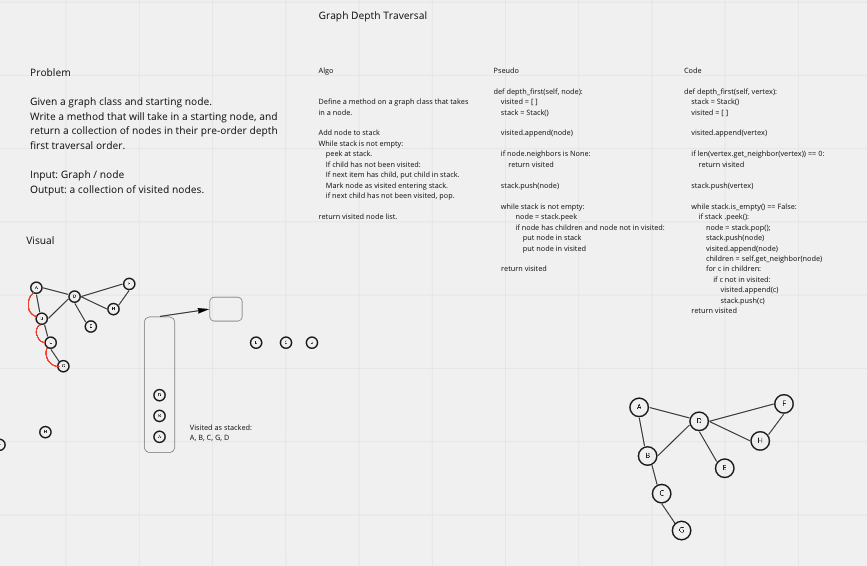 Graph Depth Traversal
Problem
Given a graph class and starting node.
Write a method that will take in a starting node, and
return a collection of nodes in their pre-order depth
first traversal order.
Input: Graph / node
Output: a collection of visited nodes.
Algo
Define a method on a graph class that takes
in a node.
Add node to stack
While stack is not empty:
peek at stack.
If child has not been visited:
If next item has child, put child in stack.
Mark node as visited entering stack.
if next child has not been visited, pop.
return visited node list.
Pseudo
def depth_first(self, node):
visited = [ ]
stack = Stack()
visited.append(node)
if node.neighbors is None:
return visited
stack.push(node)
while stack is not empty:
node = stack.peek
if node has children and node not in visited:
put node in stack
put node in visited
return visited
Code
def depth_first(self, vertex):
stack = Stack()
visited = [ ]
visited.append(vertex)
if len(vertex.get_neighbor(vertex)) == 0:
return visited
stack.push(vertex)
while stack.is_empty() == False:
if stack .peek():
node = stack.pop();
stack.push(node)
visited.append(node)
children = self.get_neighbor(node)
for c in children:
if c not in visited:
visited.append(c)
stack.push(c)
return visited
Visual
A
D
H
E
G
Visited as stacked:
A, B, C, G, D
A
D
F
H
B
E
C
G